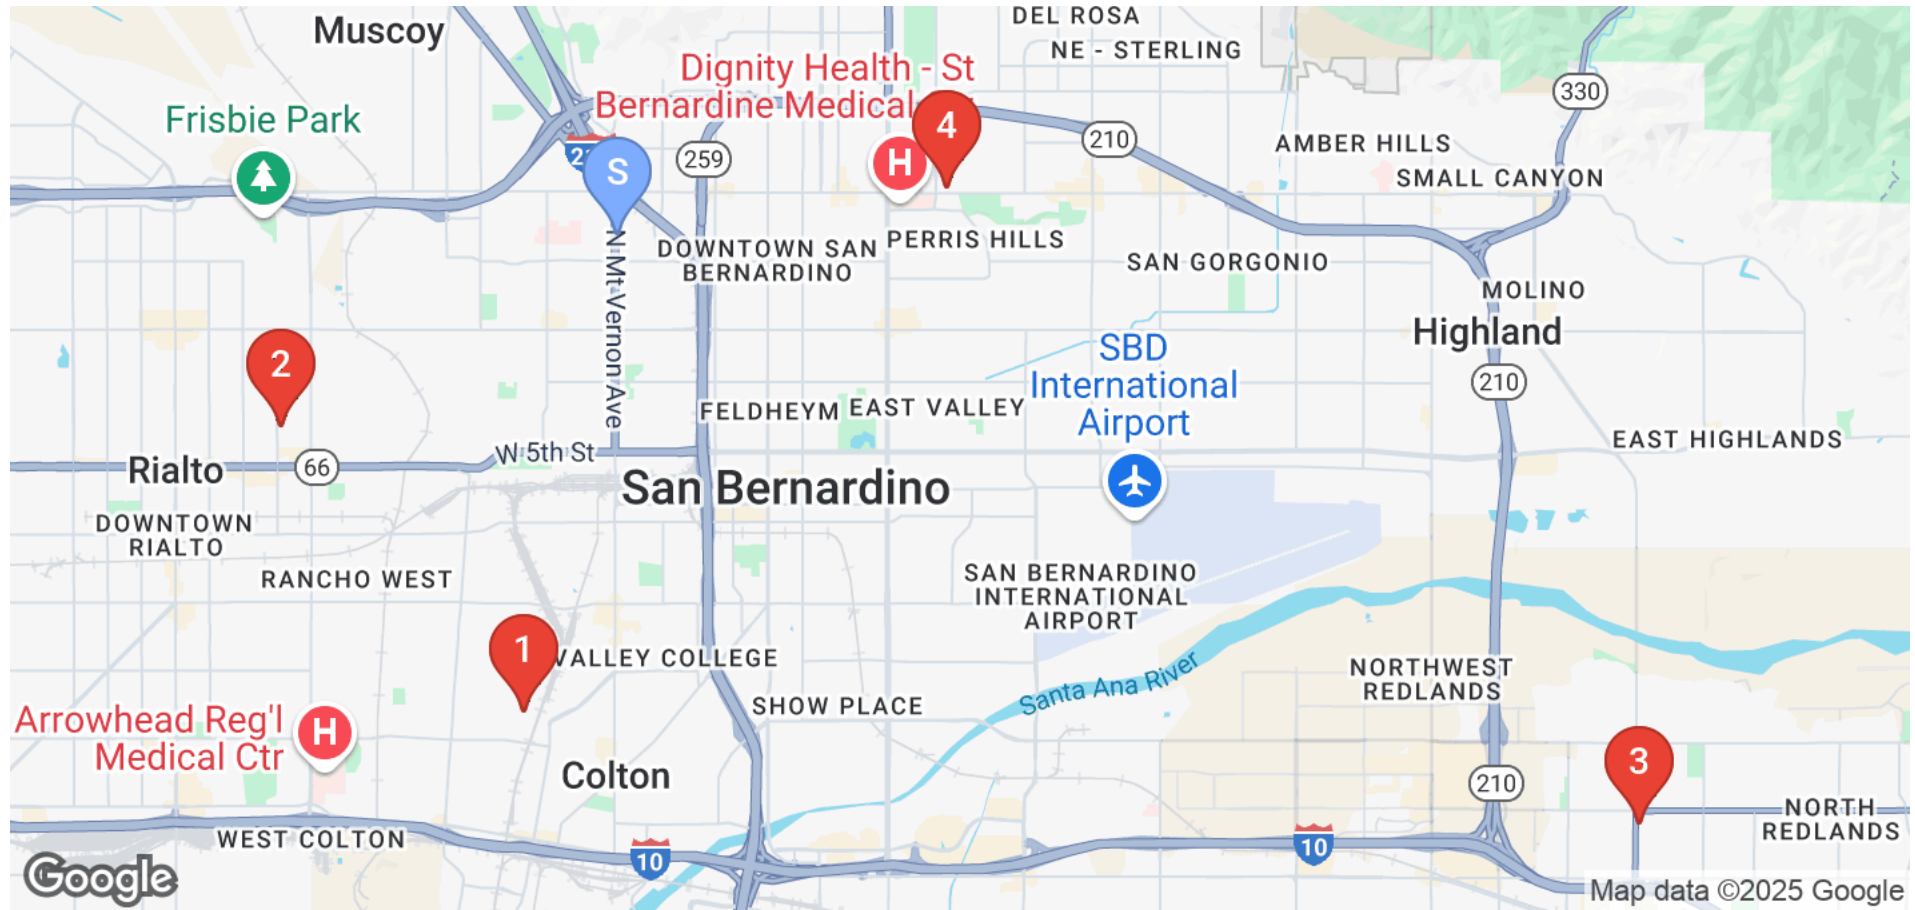 Muscoy
DEL ROSA
NE - STERLING
Dignity Health - St
Bernardine Medical
Frisbie Park
4
330
210
259
H
S
AMBER HILLS
SMALL CANYON
N Mt Vernon Ave
DOWNTOWN SAN
BERNARDINO
PERRIS HILLS
SAN GORGONIO
MOLINO
Highland
2
SBD
International
Airport
210
FELDHEYM
EAST VALLEY
EAST HIGHLANDS
W 5th St
Rialto
66
San Bernardino
DOWNTOWN
RIALTO
RANCHO WEST
SAN BERNARDINO
INTERNATIONAL
AIRPORT
1
VALLEY COLLEGE
Santa Ana River
NORTHWEST
REDLANDS
SHOW PLACE
Arrowhead Reg'l
Medical Ctr
H
Colton
3
210
NORTH
REDLANDS
WEST COLTON
10
10
Google
Map data ©2025 Google